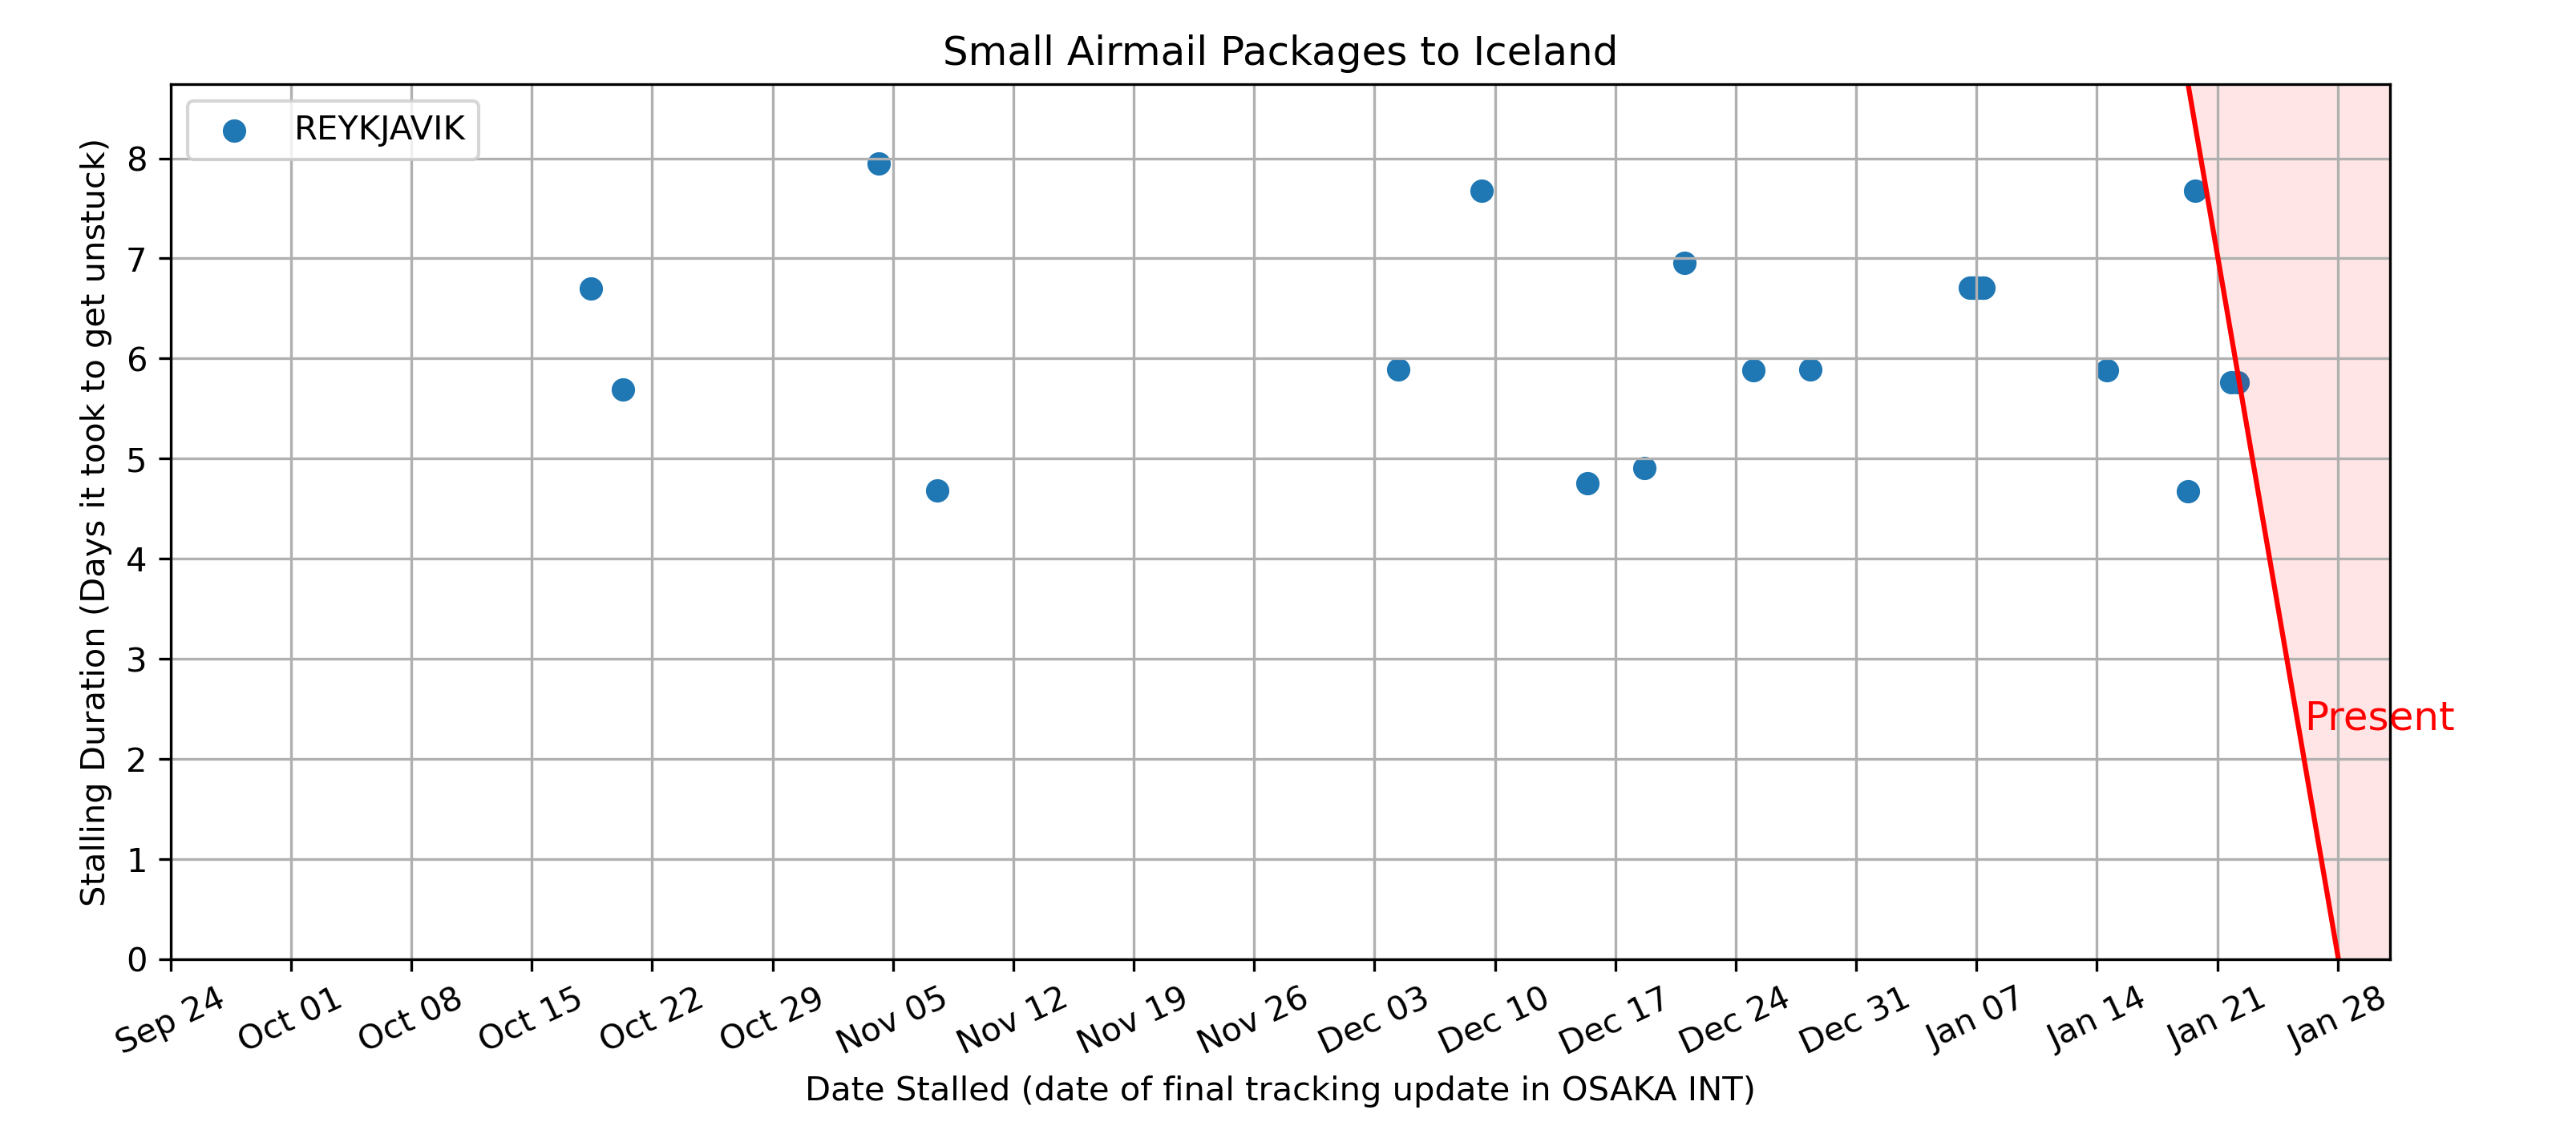 Small Airmail Packages to Iceland
REYKJAVIK
Stalling Duration (Days it took to get unstuck)
8
7
6
5
4
3
2
1
0
Present
Sep 24 Oct 01 Oct 08 Oct 15 Oct 22 Oct 29 Nov 05 Nov 12 Nov 19 Nov 26 Dec 03 Dec 10 Dec 17 Dec 24 Dec 31 Jan 07 Jan 14 Jan 21 Jan 28
Date Stalled (date of final tracking update in OSAKA INT)